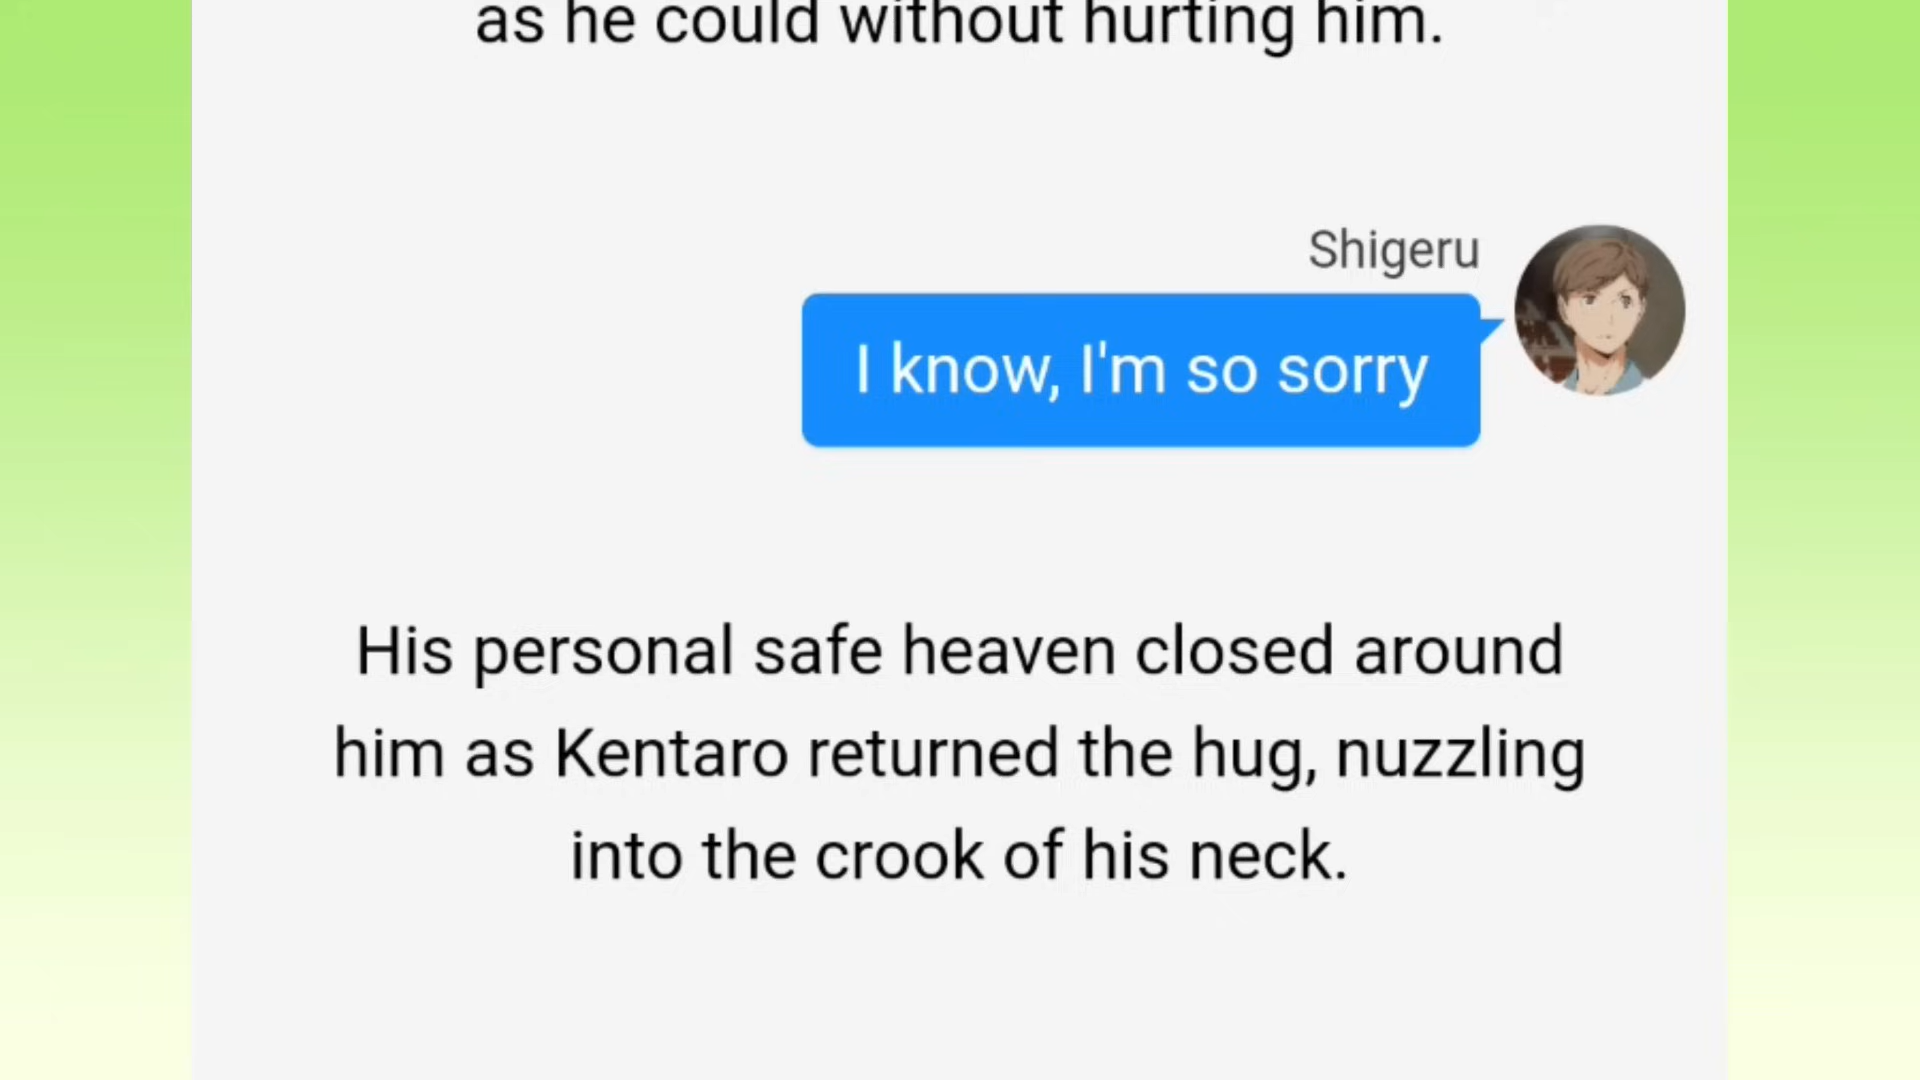 as he could without hurting him.
Shigeru
I know, I'm so sorry
His personal safe heaven closed around
him as Kentaro returned the hug, nuzzling
into the crook of his neck.